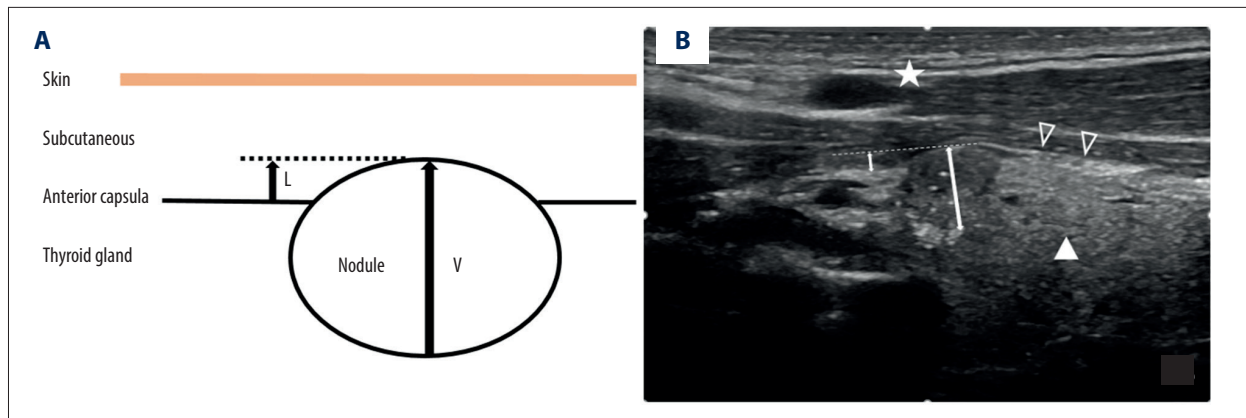 A
Skin
Subcutaneous
L
Anterior capsula
Thyroid gland
Nodule
V
B